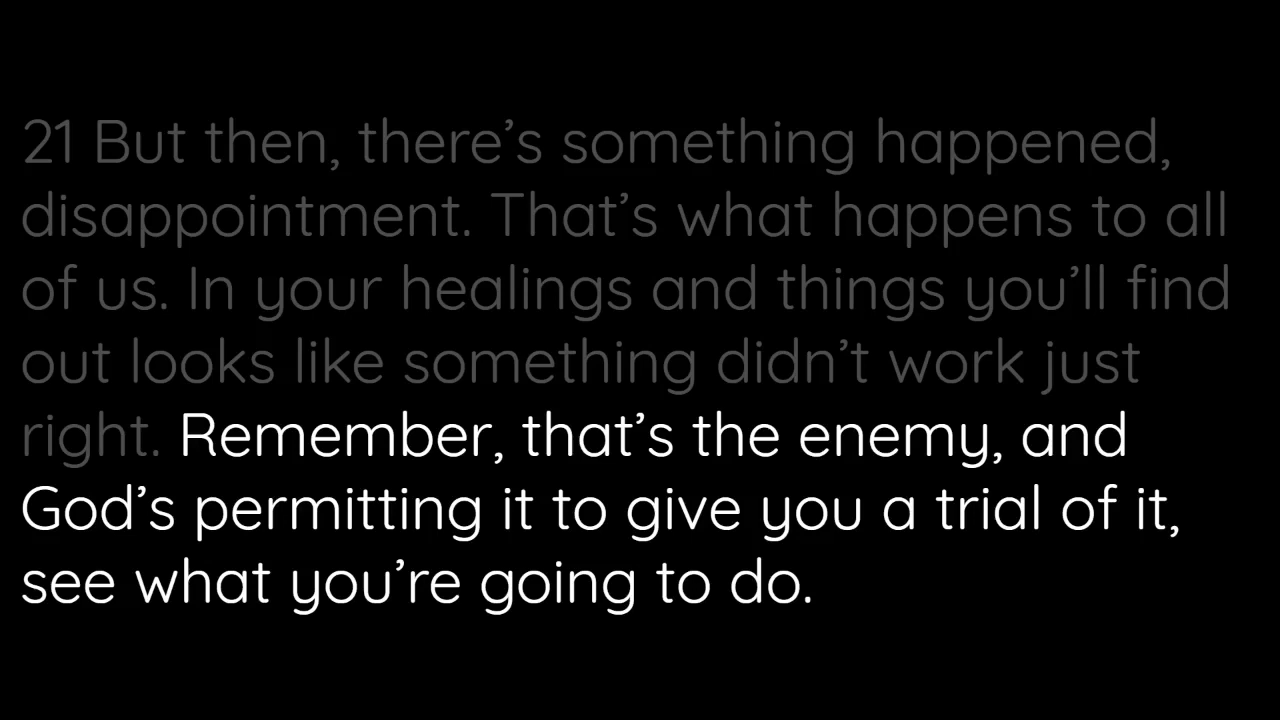 21 But then, there’s something happened,
disappointment. That’s what happens to all
of us. In your healings and things you’ll find
out looks like something didn’t work just
right. Remember, that’s the enemy, and
God’s permitting it to give you a trial of it,
see what you’re going to do.